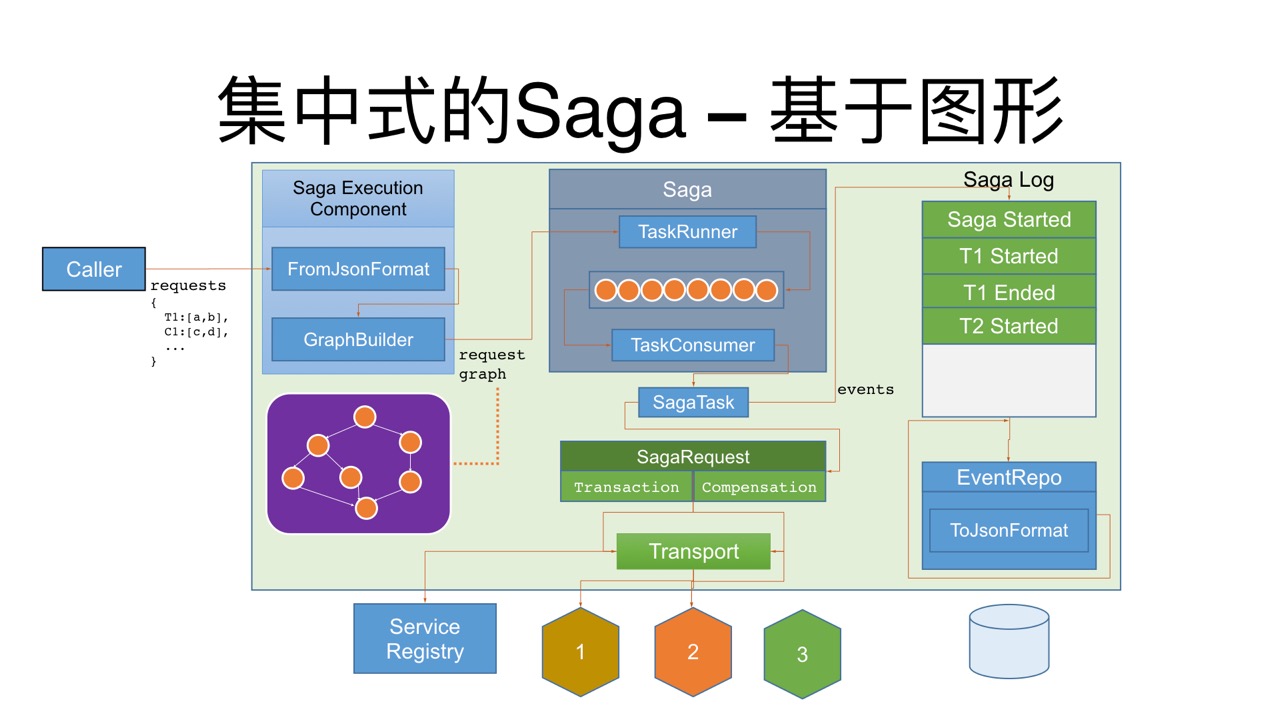 集中式的Saga – 基于图形
Saga Execution
Component
Caller
FromJsonFormat
requests
{
T1:[a,b],
C1:[c,d],
...
}
GraphBuilder
request
graph
Saga
TaskRunner
TaskConsumer
SagaTask
events
SagaRequest
Transaction
Compensation
Transport
Saga Log
Saga Started
T1 Started
T1 Ended
T2 Started
EventRepo
ToJsonFormat
Service
Registry
1
2
3